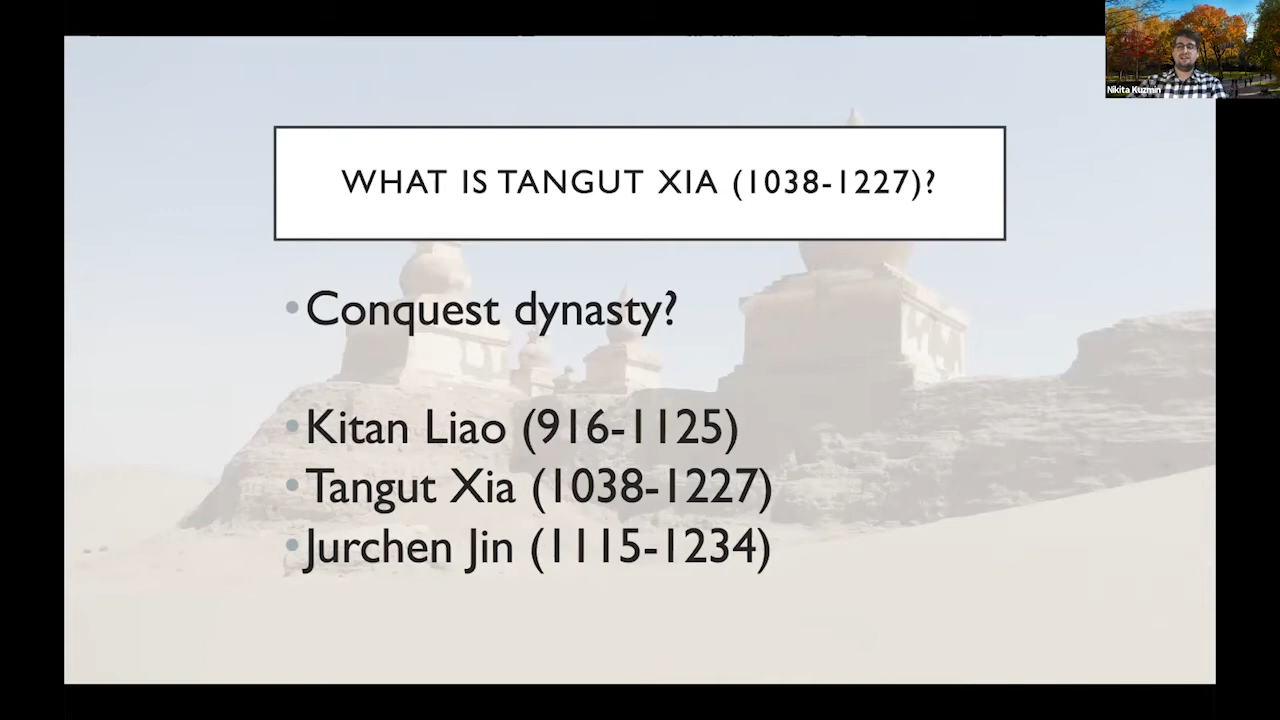 Nikita Kuzmin
WHAT IS TANGUT XIA (1038-1227)?
• Conquest dynasty?
• Kitan Liao (916-1125)
• Tangut Xia (1038-1227)
• Jurchen Jin (1115-1234)